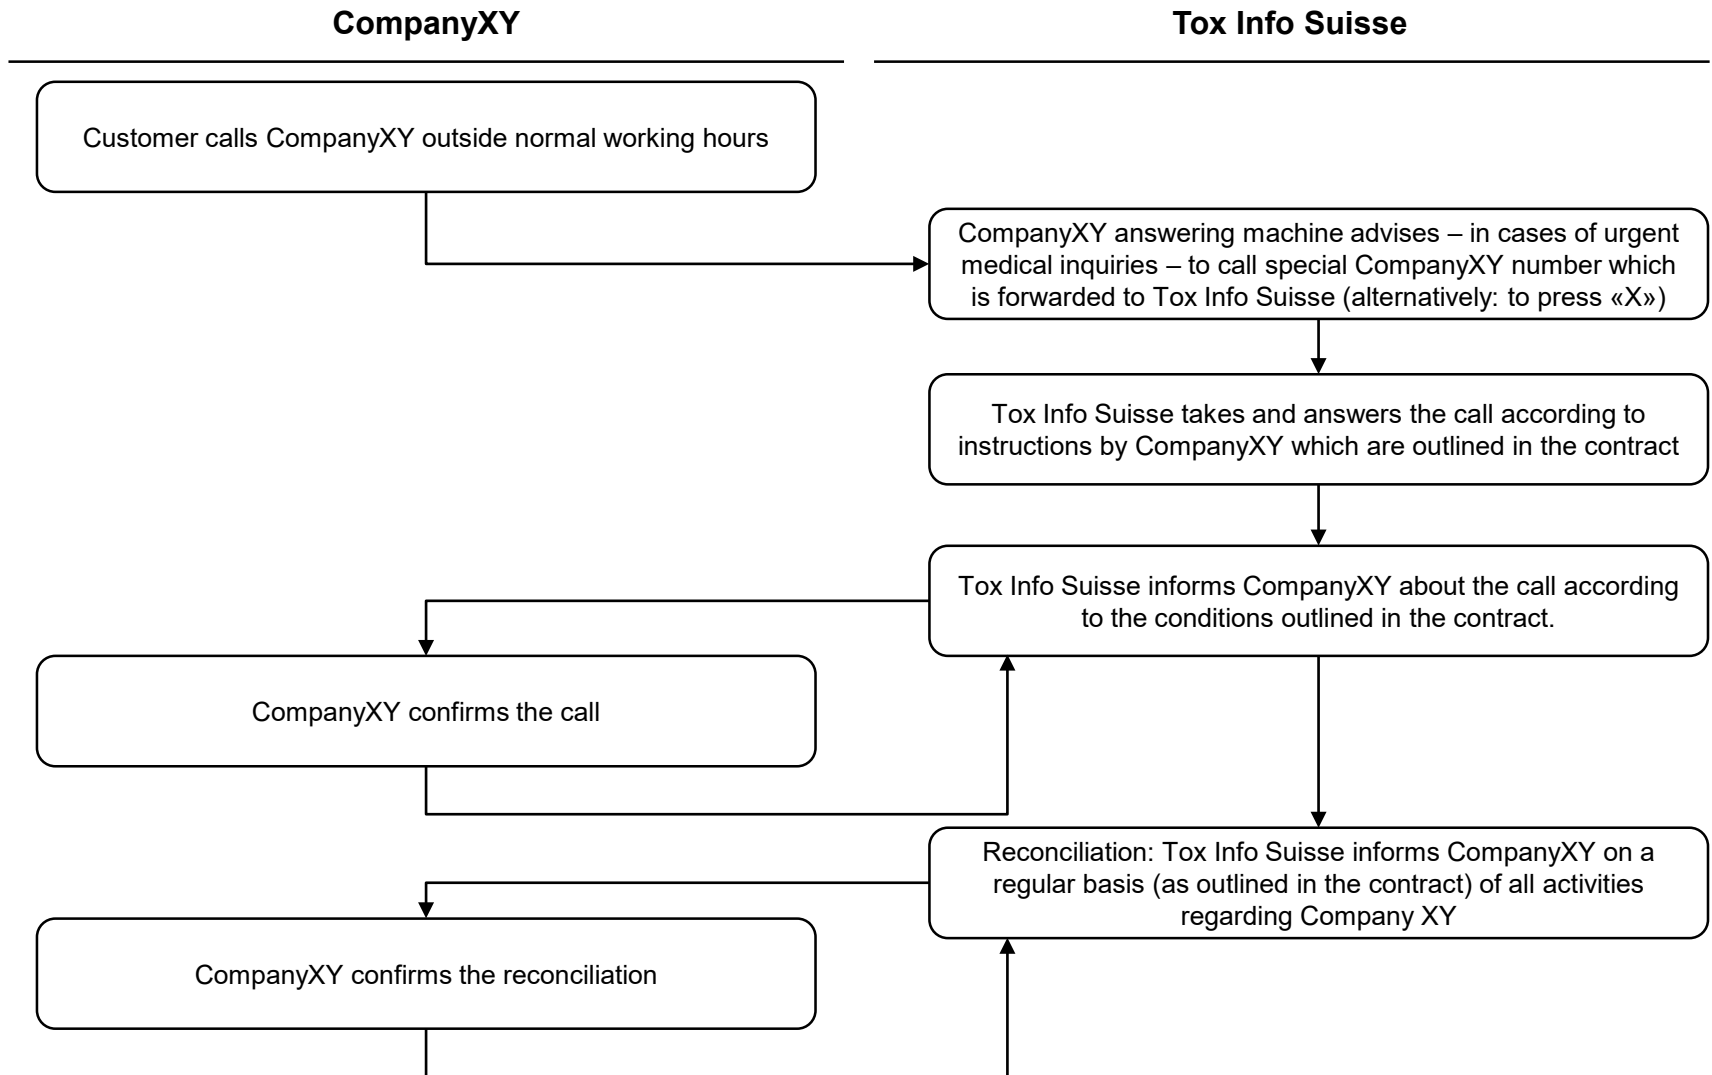 CompanyXY
Tox Info Suisse
Customer calls CompanyXY outside normal working hours
CompanyXY answering machine advises – in cases of urgent
medical inquiries – to call special CompanyXY number which
is forwarded to Tox Info Suisse (alternatively: to press «X»)
Tox Info Suisse takes and answers the call according to
instructions by CompanyXY which are outlined in the contract
Tox Info Suisse informs CompanyXY about the call according
to the conditions outlined in the contract.
CompanyXY confirms the call
Reconciliation: Tox Info Suisse informs CompanyXY on a
regular basis (as outlined in the contract) of all activities
regarding Company XY
CompanyXY confirms the reconciliation